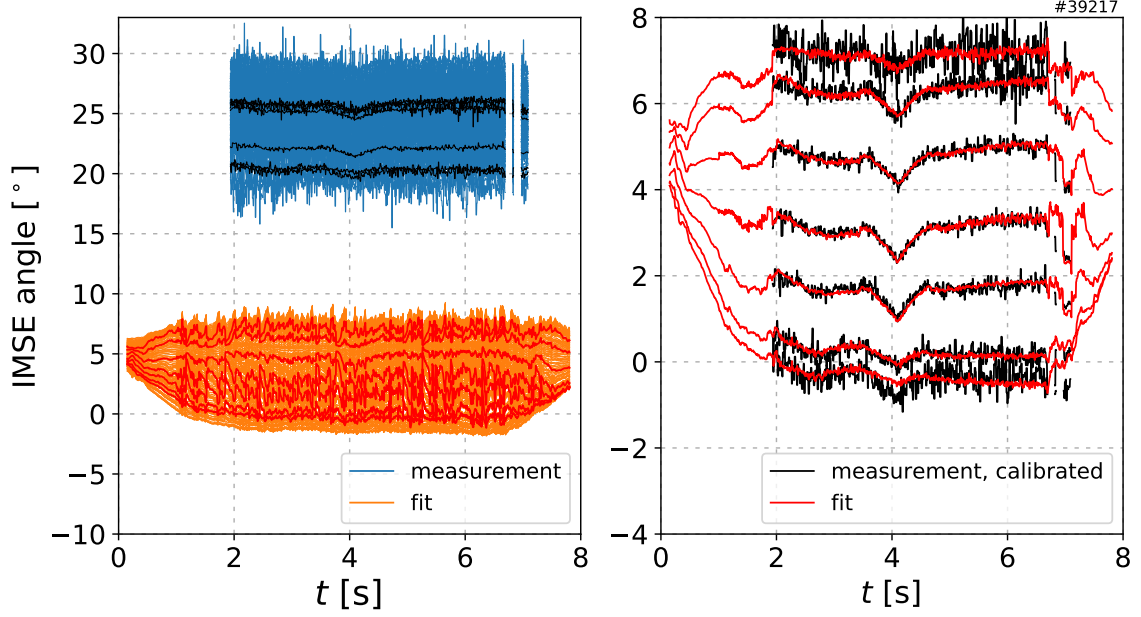 #39217
30
25
20
15
10
5
0
−5
−10
IMSE angle [°]
measurement
fit
0 2 4 6 8
t [s]
8
6
4
2
0
−2
−4
measurement, calibrated
fit
0 2 4 6 8
t [s]